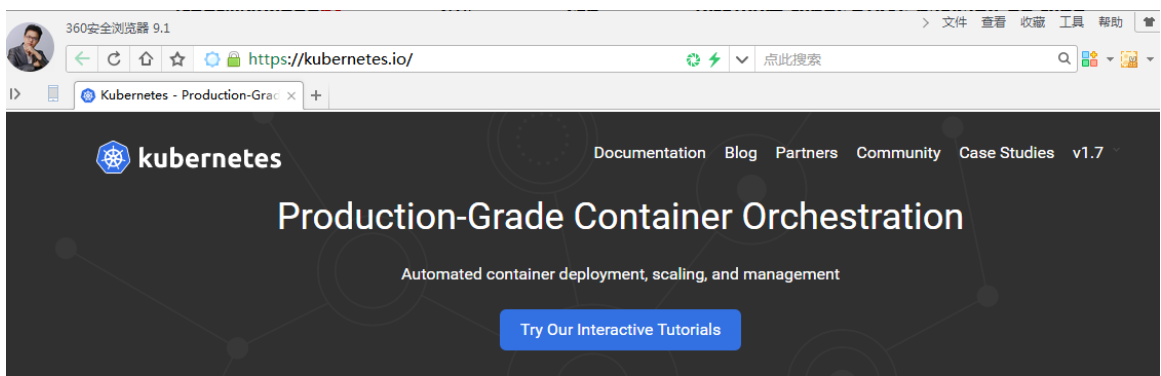 360安全浏览器 9.1
> 文件 查看 收藏 工具 帮助
https://kubernetes.io/
点此搜索
Kubernetes - Production-Grad × +
kubernetes
Documentation Blog Partners Community Case Studies v1.7
Production-Grade Container Orchestration
Automated container deployment, scaling, and management
Try Our Interactive Tutorials